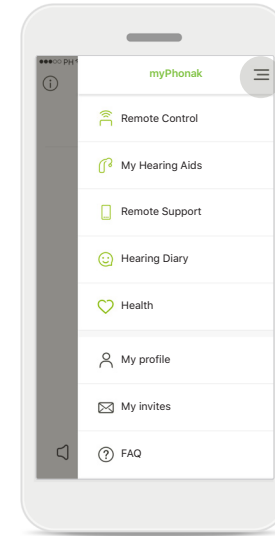 PH
myPhonak
Remote Control
My Hearing Aids
Remote Support
Hearing Diary
Health
My profile
My invites
FAQ